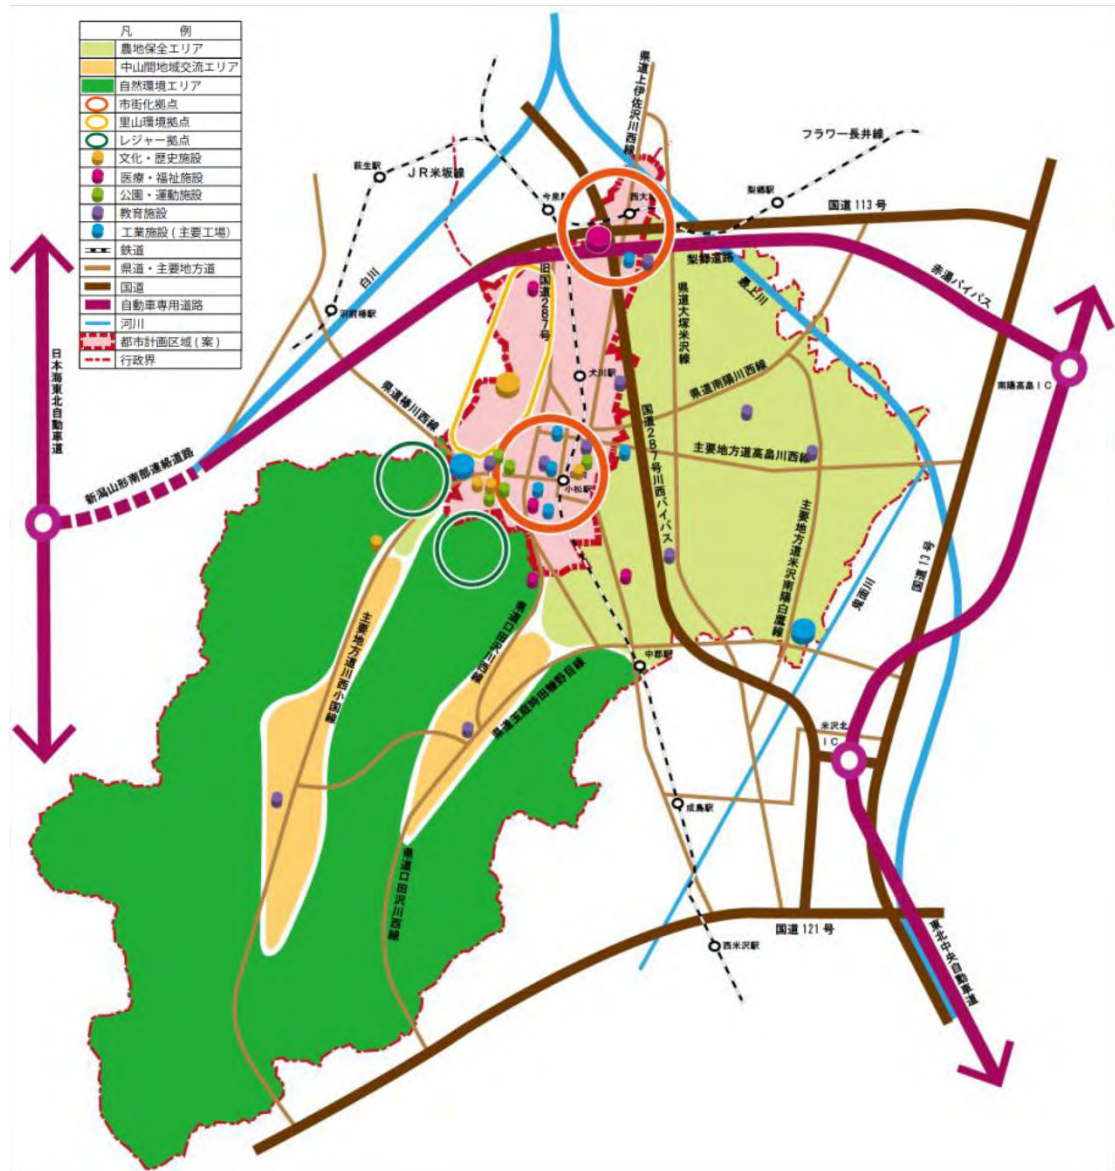 凡　例
農地保全エリア
中山間地域交流エリア
自然環境エリア
市街化拠点
里山環境拠点
レジャー拠点
文化・歴史施設
医療・福祉施設
公園・運動施設
教育施設
工業施設(主要工場)
鉄道
県道・主要地方道
国道
自動車専用道路
河川
都市計画区域(案)
行政界
県道上伊佐沢川西線
フラワー長井線
萩生駅
JR米坂線
今泉
西大
梨郷駅
国道113号
白川
旧国道287号
梨郷道路
最上川
赤湯バイパス
県道大塚米沢線
羽前椿駅
日本海東北自動車道
犬川駅
県道南陽川西線
南陽高畠IC
県道椿川西線
国道287号川西バイパス
主要地方道高畠川西線
新潟山形南部連絡道路
小松駅
主要地方道米沢南陽白鷹線
国道13号
鬼面川
主要地方道川西小国線
県道口田沢川西線
中郡駅
米沢北
IC
成島駅
県道口田沢川西線
国道121号
東北中央自動車道
西米沢駅